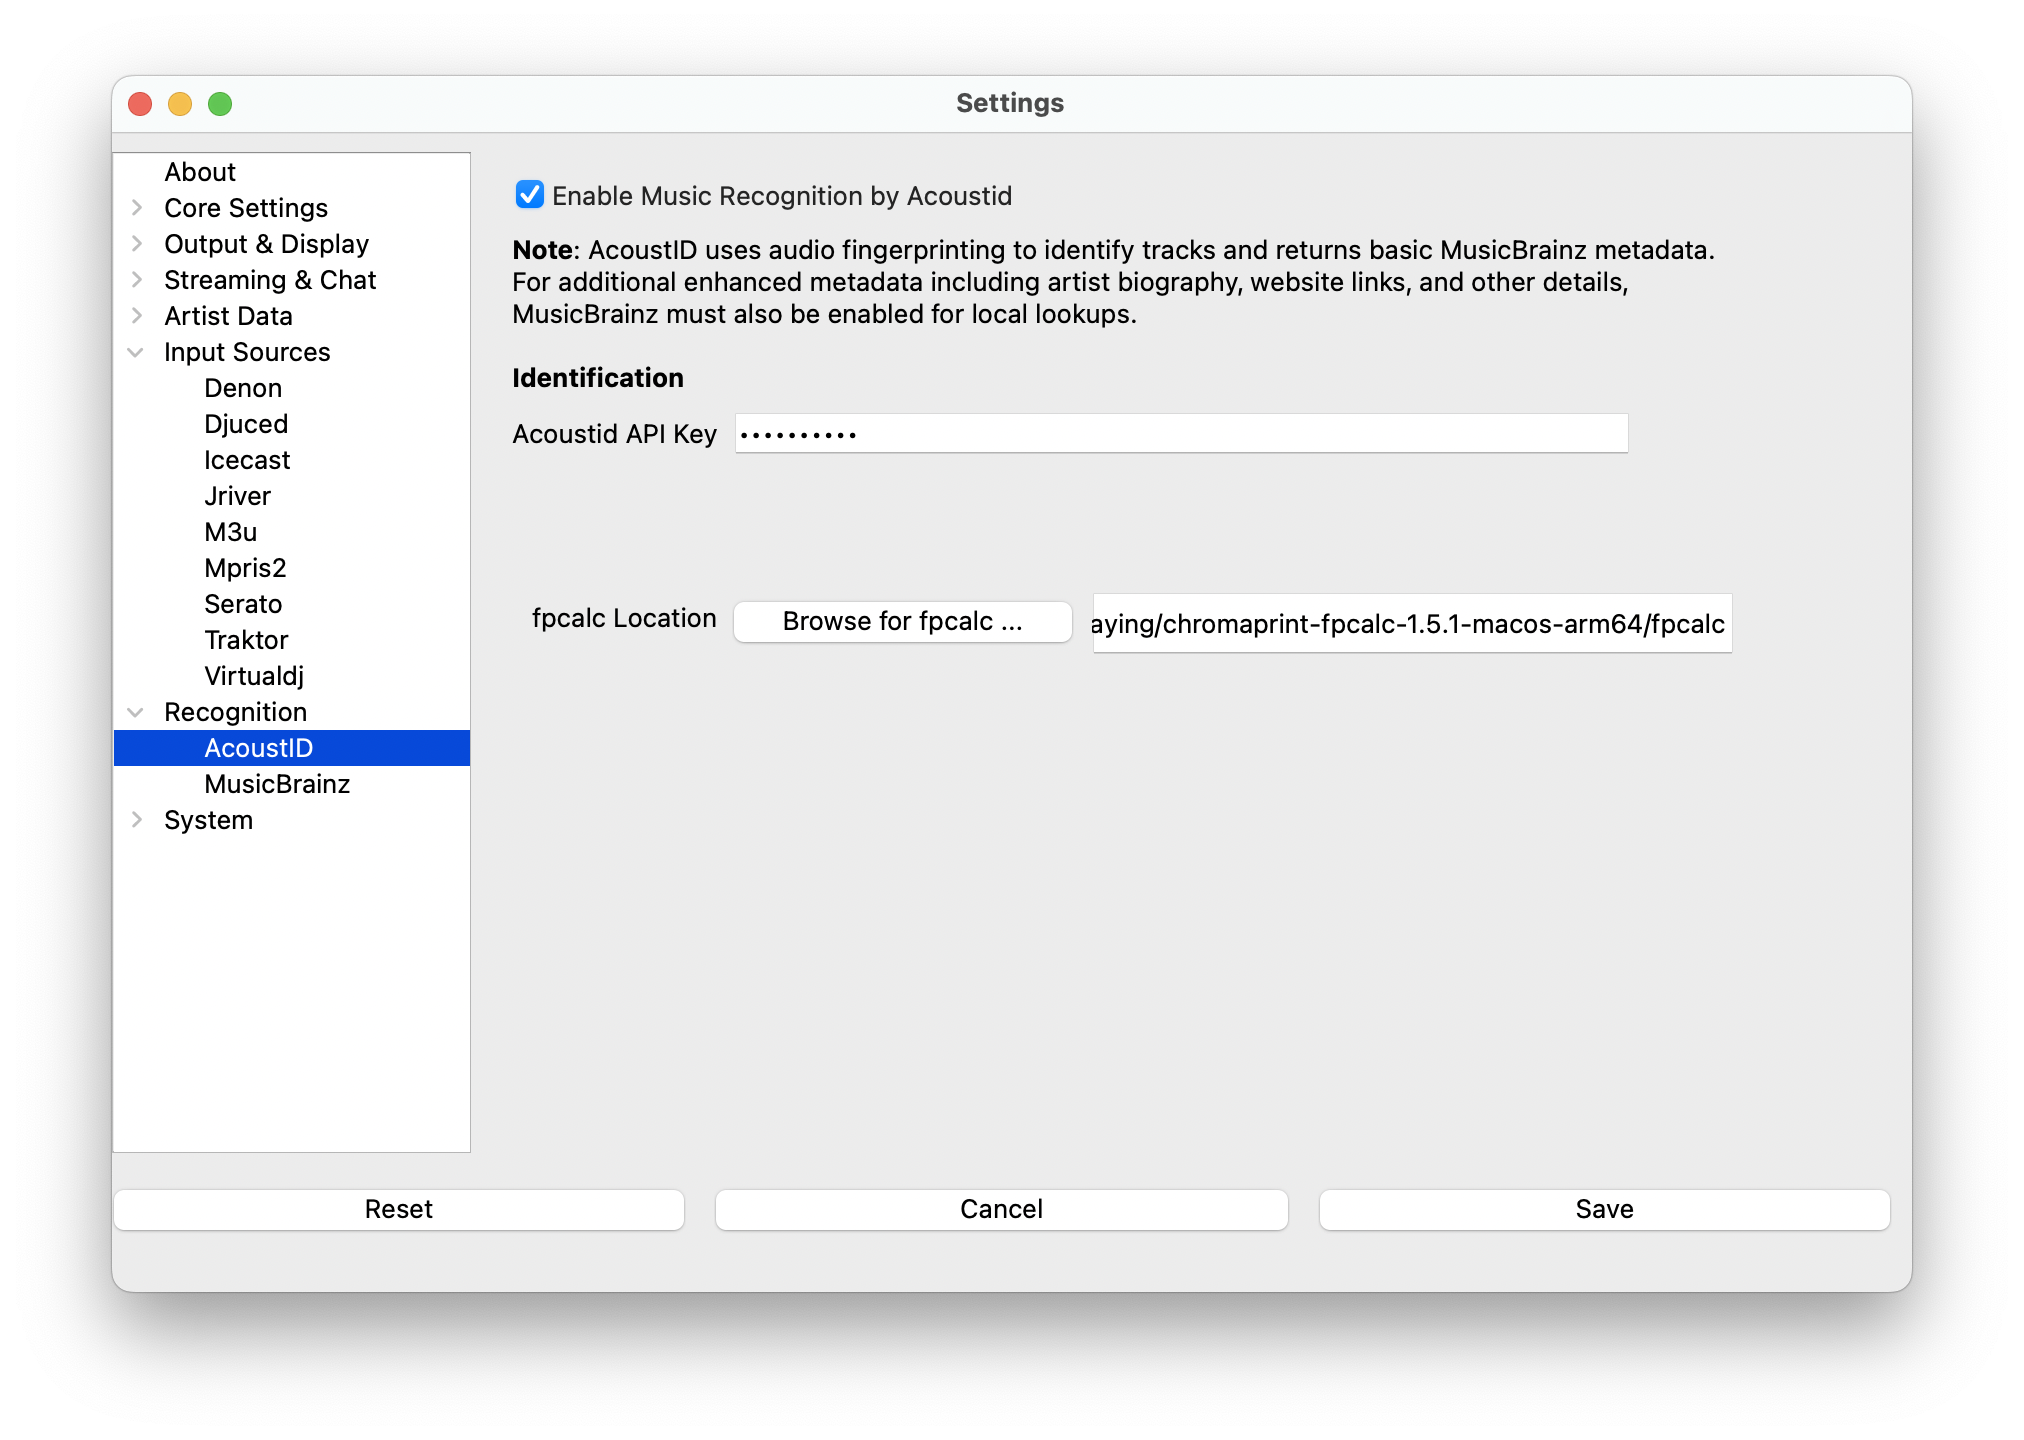 Settings
About
Core Settings
Output & Display
Streaming & Chat
Artist Data
Input Sources
Denon
Djuced
Icecast
Jriver
M3u
Mpris2
Serato
Traktor
Virtualdj
Recognition
AcoustID
MusicBrainz
System
Enable Music Recognition by Acoustid
Note: AcoustID uses audio fingerprinting to identify tracks and returns basic MusicBrainz metadata.
For additional enhanced metadata including artist biography, website links, and other details,
MusicBrainz must also be enabled for local lookups.
Identification
Acoustid API Key ••••••••••
fpcalc Location Browse for fpcalc ... aying/chromaprint-fpcalc-1.5.1-macos-arm64/fpcalc
Reset Cancel Save